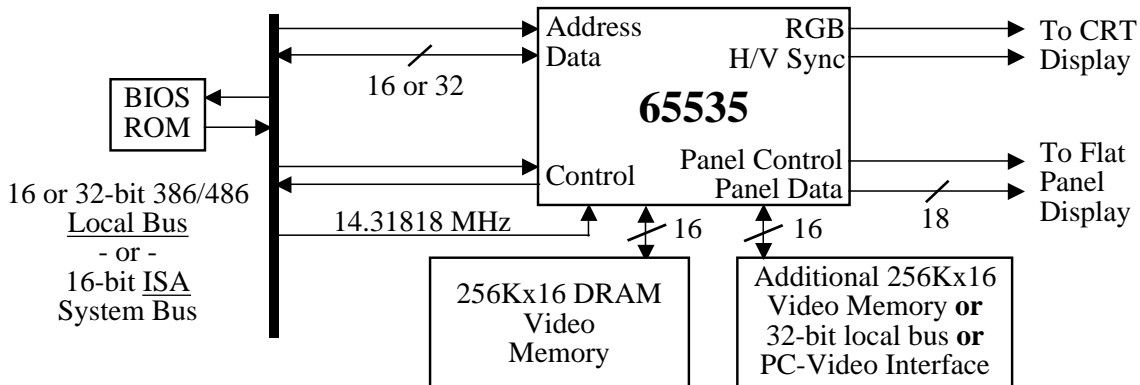 Address
Data
16 or 32
BIOS
ROM
Control
16 or 32-bit 386/486
Local Bus
- or -
16-bit ISA
System Bus
14.31818 MHz
65535
RGB
H/V Sync
Panel Control
Panel Data
To CRT
Display
To Flat
Panel
Display
18
16
16
256Kx16 DRAM
Video
Memory
Additional 256Kx16
Video Memory or
32-bit local bus or
PC-Video Interface